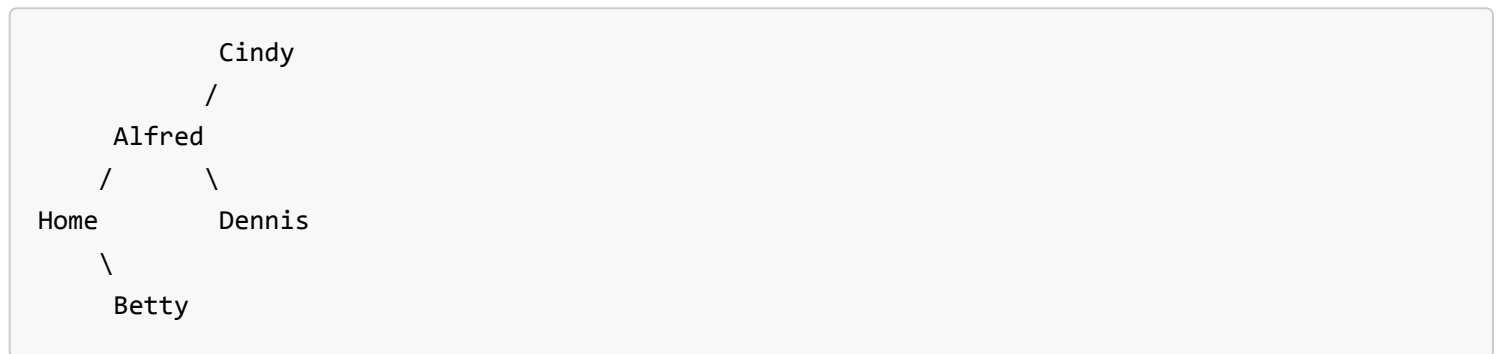 Cindy
           /
     Alfred
    /      \
Home        Dennis
    \
     Betty